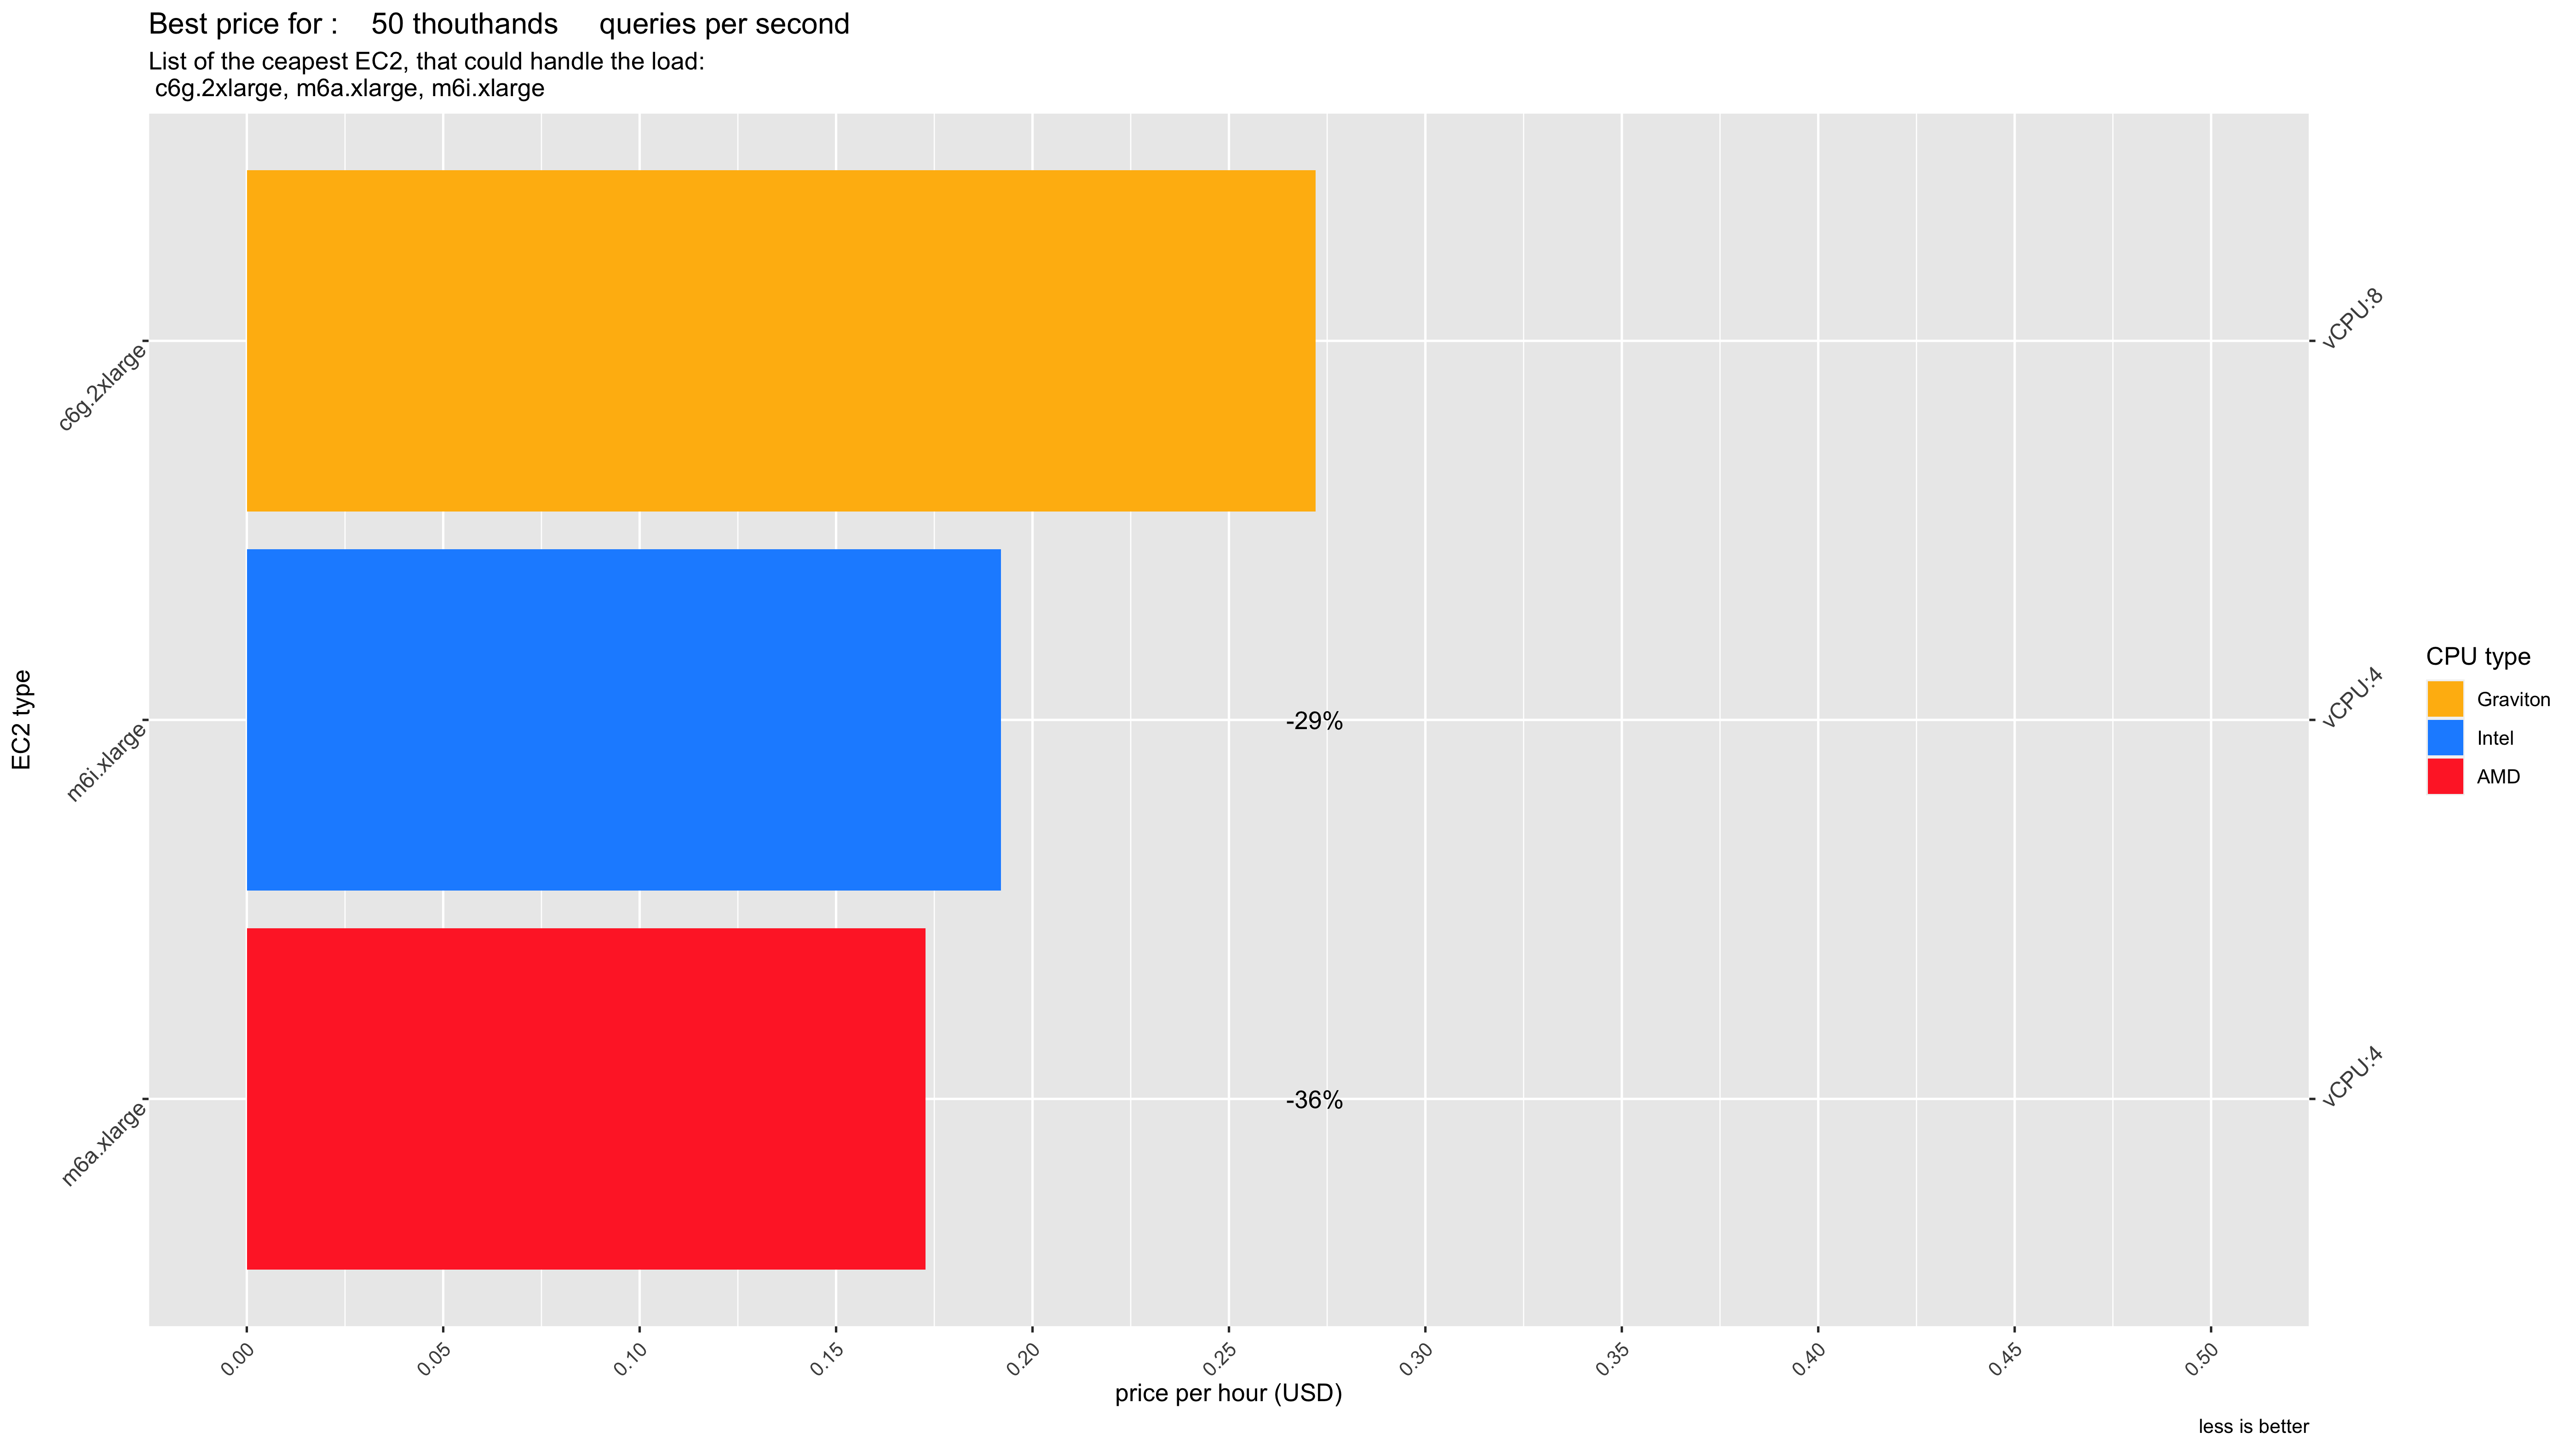 Best price for :    50 thouthands     queries per second
List of the ceapest EC2, that could handle the load:
c6g.2xlarge, m6a.xlarge, m6i.xlarge
EC2 type
c6g.2xlarge
vCPU:8
m6i.xlarge
-29%
vCPU:4
m6a.xlarge
-36%
vCPU:4
CPU type
Graviton
Intel
AMD
0.00 0.05 0.10 0.15 0.20 0.25 0.30 0.35 0.40 0.45 0.50
price per hour (USD)
less is better